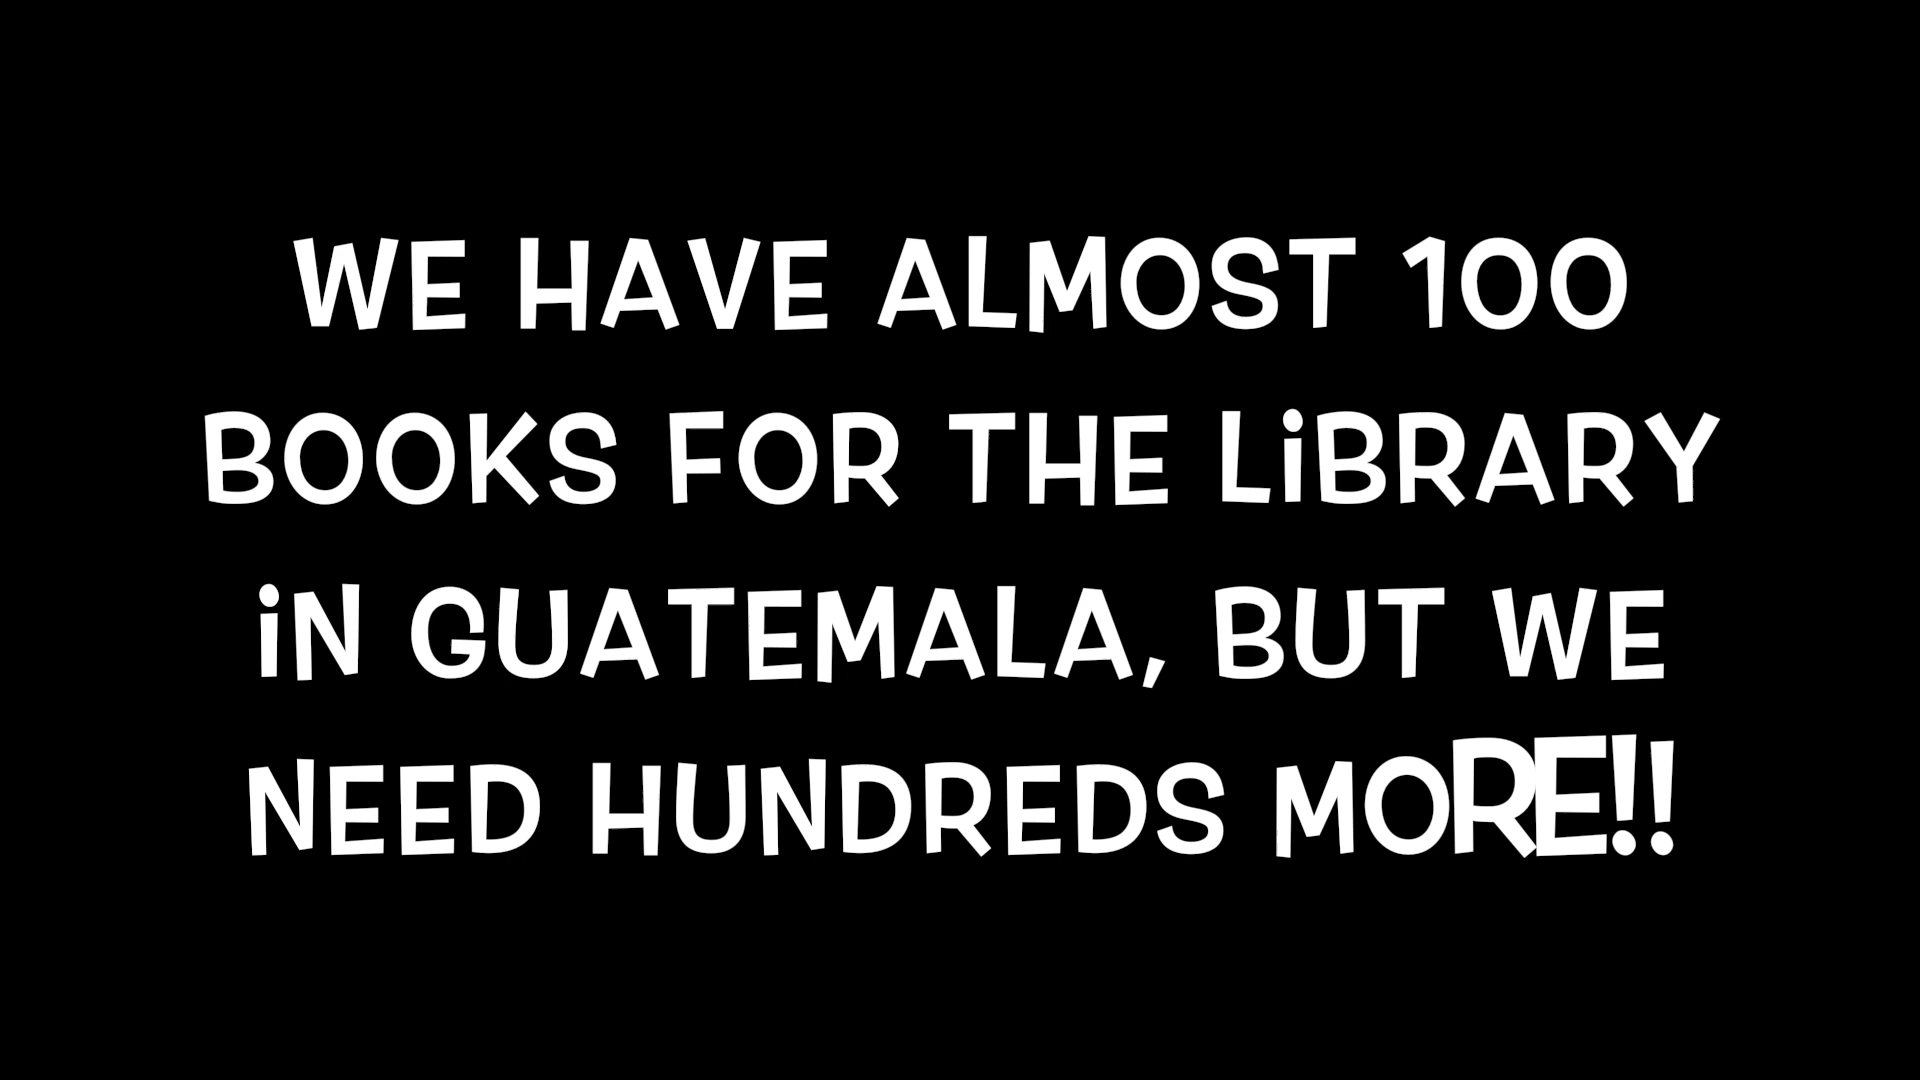 WE HAVE ALMOST 100
BOOKS FOR THE LiBRARY
iN GUATEMALA, BUT WE
NEED HUNDREDS MORE!!